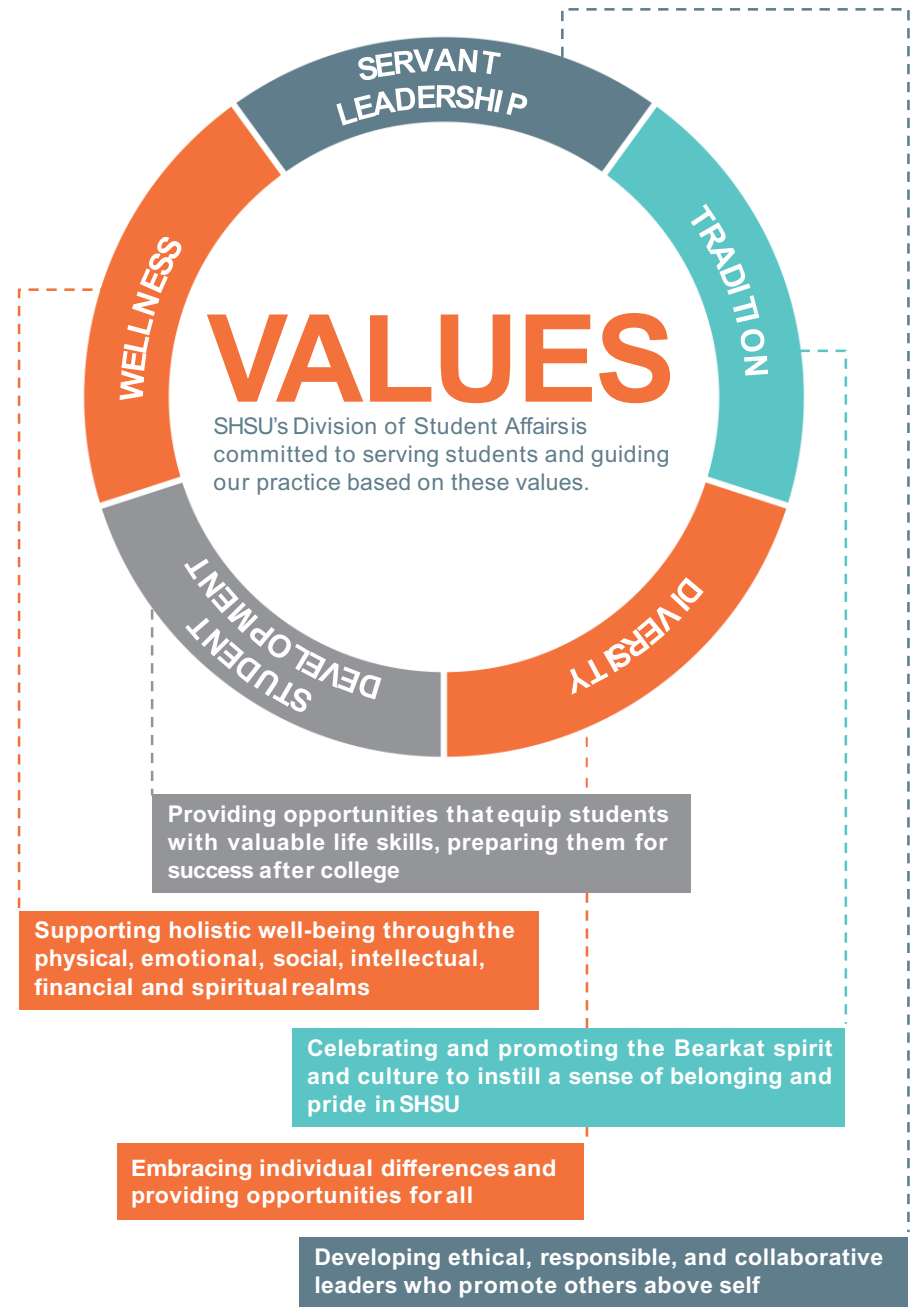 SERVANT
LEADERSHIP
TRADITION
WELLNESS
VALUES
SHSU's Division of Student Affairs is
committed to serving students and guiding
our practice based on these values.
DIVERSITY
STUDENT
DEVELOPMENT
Providing opportunities that equip students
with valuable life skills, preparing them for
success after college
Supporting holistic well-being through the
physical, emotional, social, intellectual,
financial and spiritual realms
Celebrating and promoting the Bearkat spirit
and culture to instill a sense of belonging and
pride in SHSU
Embracing individual differences and
providing opportunities for all
Developing ethical, responsible, and collaborative
leaders who promote others above self